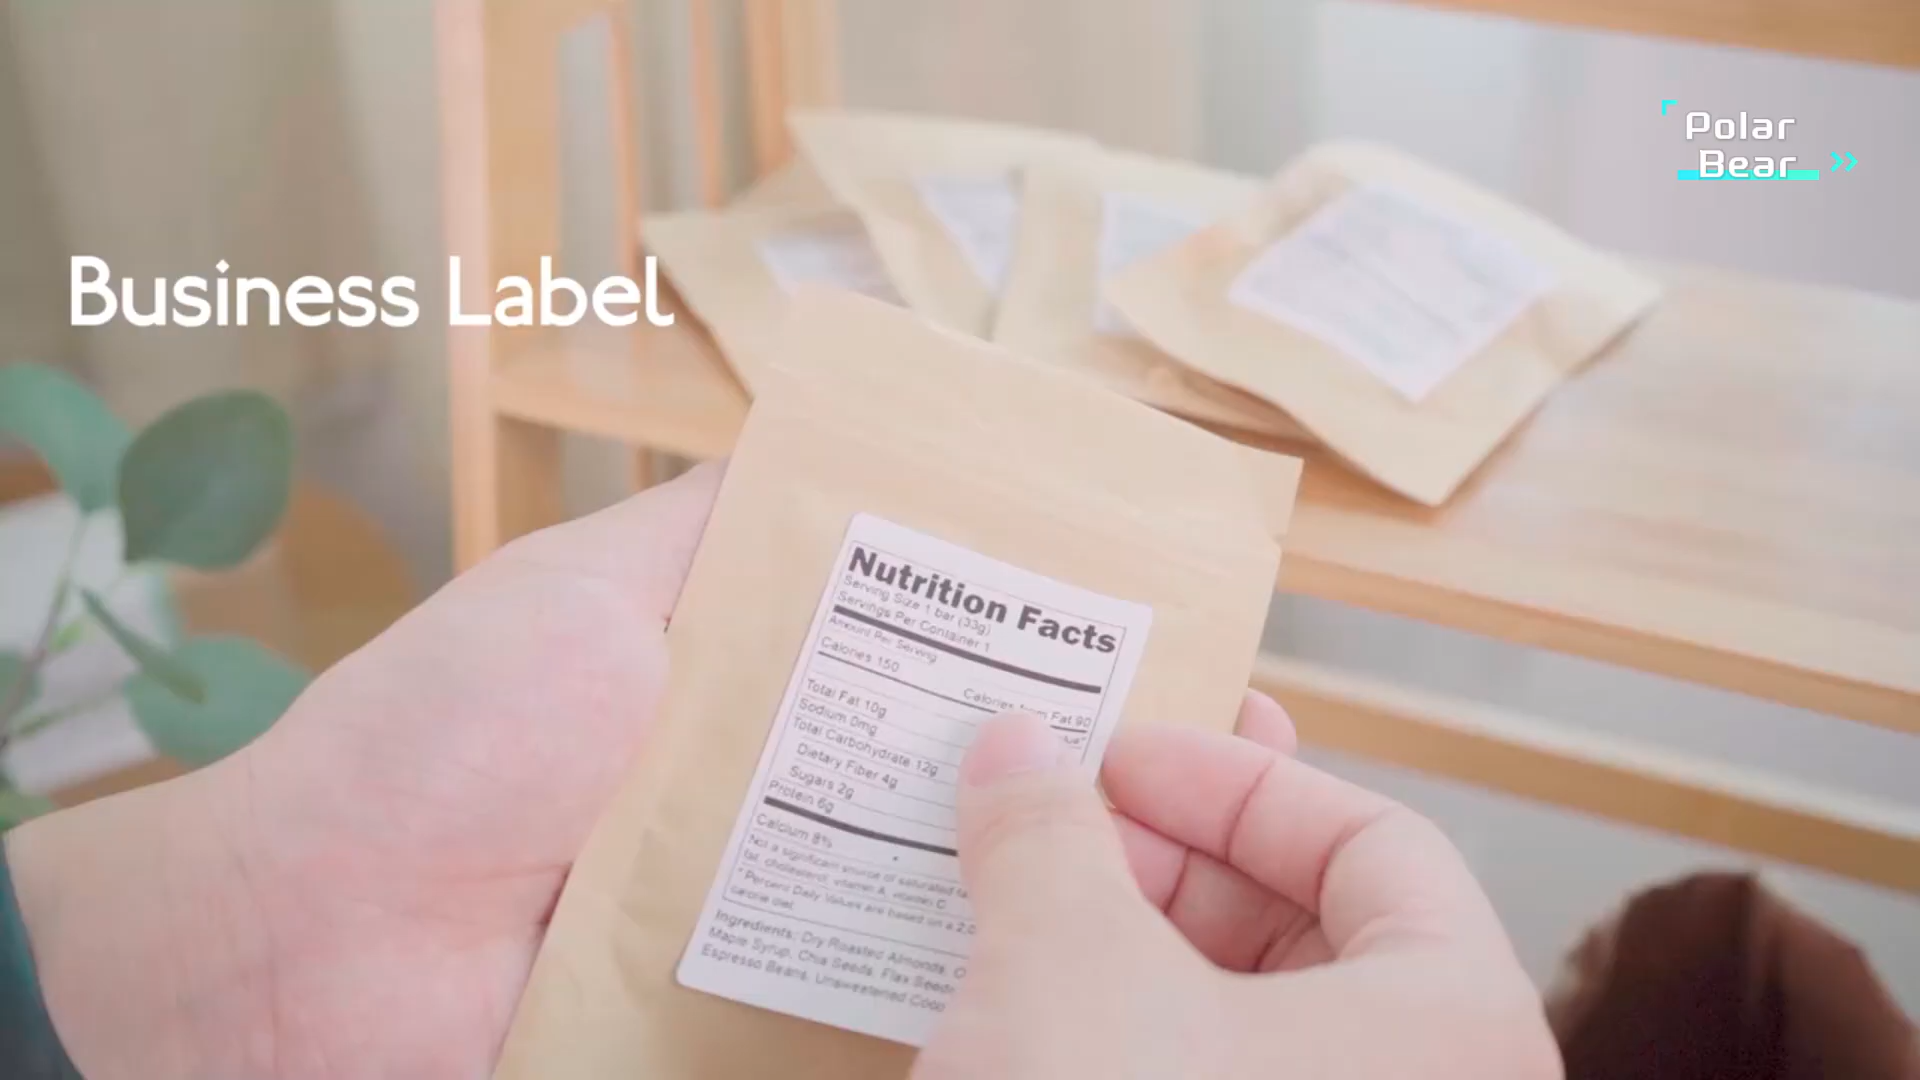 Polar
Bear
Business Label
Nutrition Facts
Serving Size 1 bar (33g)
Servings Per Container 1
Amount Per Serving
Calories 150
Calories from Fat 90
Total Fat 10g
Sodium 0mg
Total Carbohydrate 12g
Dietary Fiber 4g
Sugars 2g
Protein 6g
Calcium 8%
Not a significant source of saturated
fat, cholesterol, vitamin A, vitamin C
* Percent Daily Values are based on a 2,0
calorie diet.
Ingredients: Dry Roasted Almonds,
Maple Syrup, Chia Seeds, Flax Seeds
Espresso Beans, Unsweetened